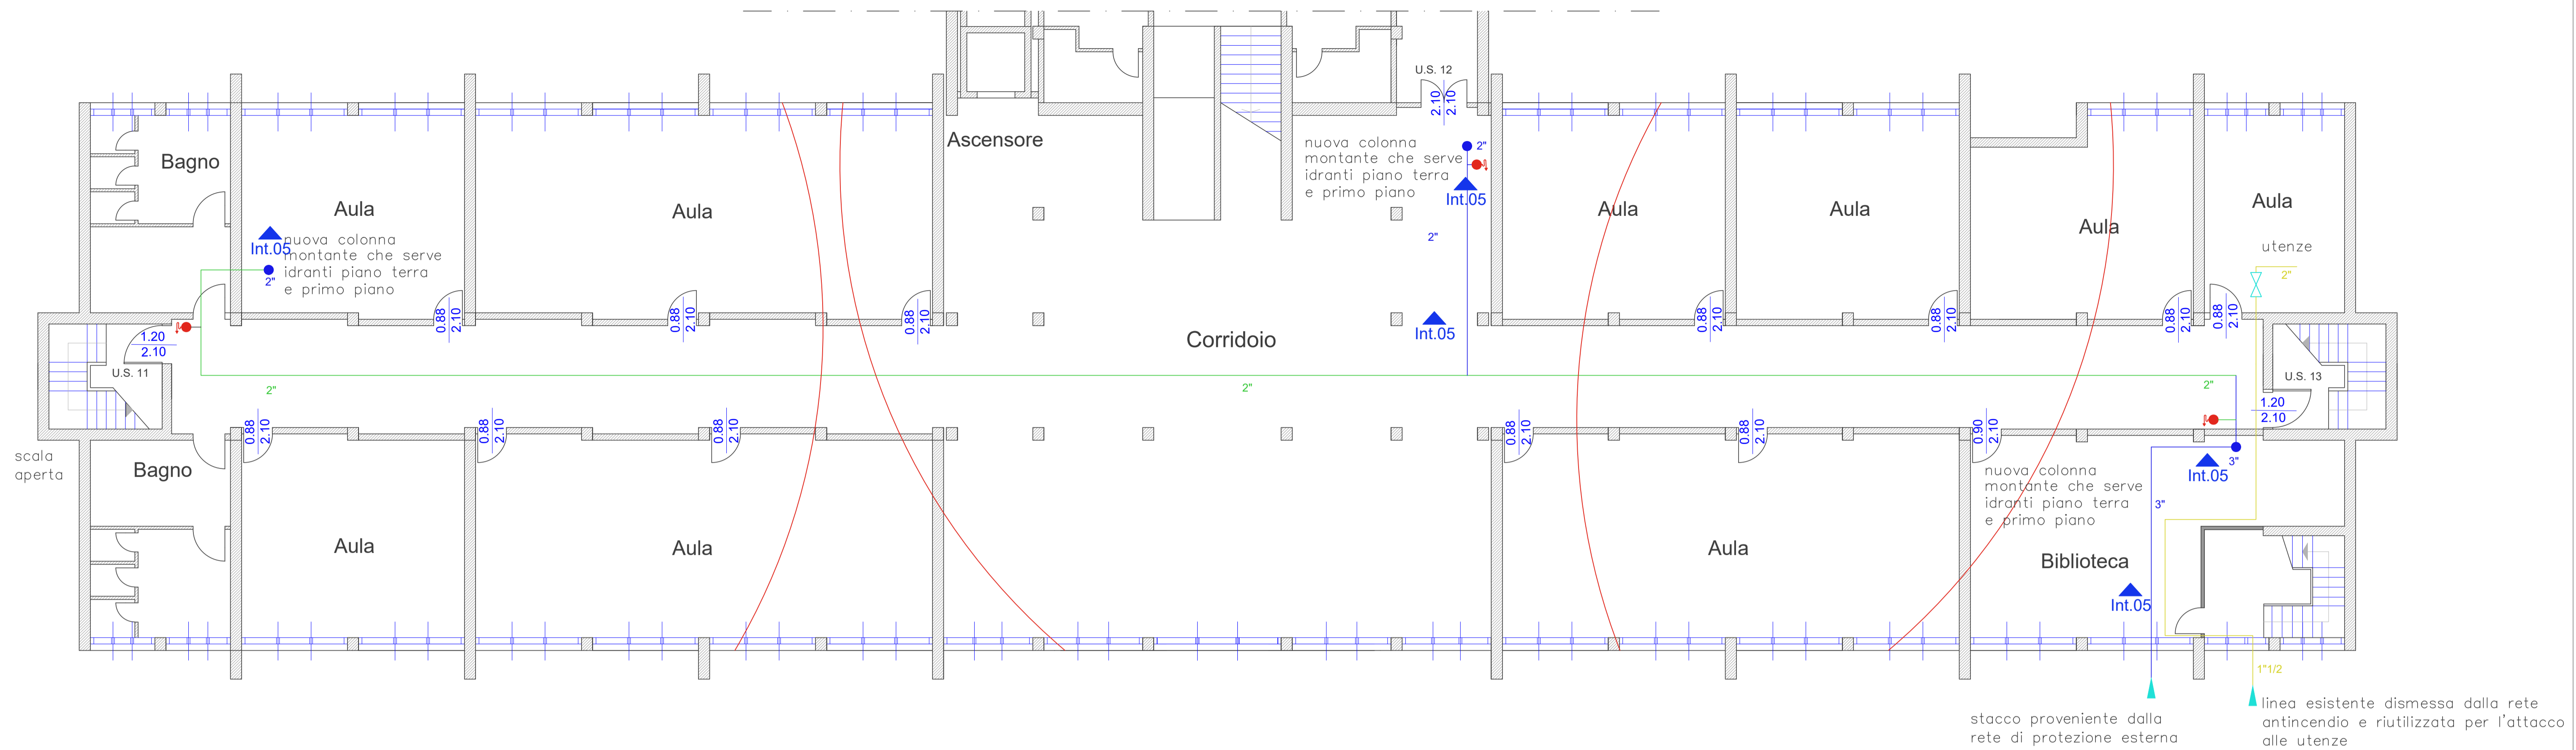 U.S. 12
2.10
2.10
Ascensore
nuova colonna
montante che serve
idranti piano terra
e primo piano
2"
Int.05
2"
Int.05
Bagno
Aula
Aula
Aula
Aula
Aula
Aula
utenze
2"
Int.05
nuova colonna
montante che serve
idranti piano terra
e primo piano
2"
0.88
2.10
0.88
2.10
0.88
2.10
0.88
2.10
0.88
2.10
0.88
2.10
0.88
2.10
1.20
2.10
U.S. 11
Corridoio
U.S. 13
1.20
2.10
2"
2"
2"
0.88
2.10
0.88
2.10
0.88
2.10
0.88
2.10
0.88
2.10
0.90
2.10
scala
aperta
Bagno
nuova colonna
montante che serve
idranti piano terra
e primo piano
3"
Int.05
3"
Aula
Aula
Aula
Biblioteca
Int.05
1"1/2
stacco proveniente dalla
rete di protezione esterna
linea esistente dismessa dalla rete
antincendio e riutilizzata per l'attacco
alle utenze